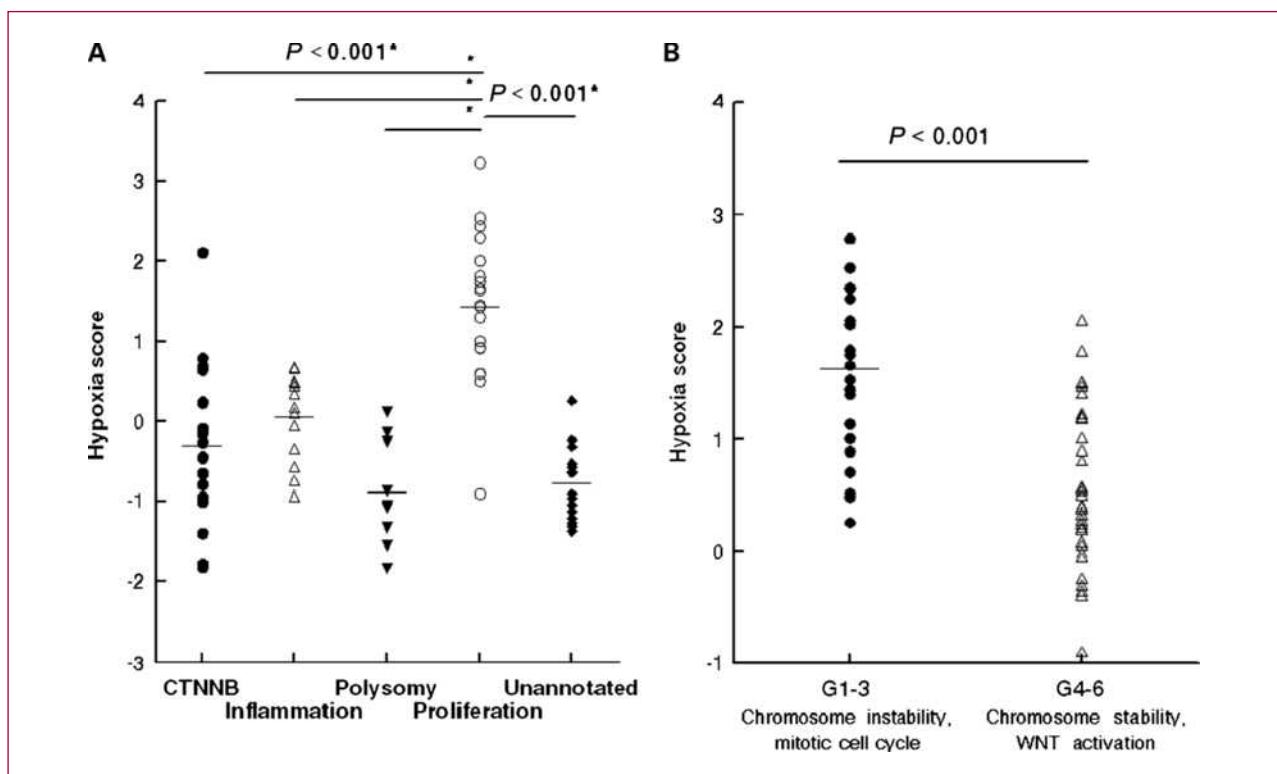 A
P < 0.001*
*
*
P < 0.001*
*
4
3
2
1
0
-1
-2
-3
Hypoxia score
CTNNB
Inflammation
Polysomy
Proliferation
Unannotated
B
P < 0.001
4
3
2
1
0
-1
Hypoxia score
G1-3
Chromosome instability,
mitotic cell cycle
G4-6
Chromosome stability,
WNT activation